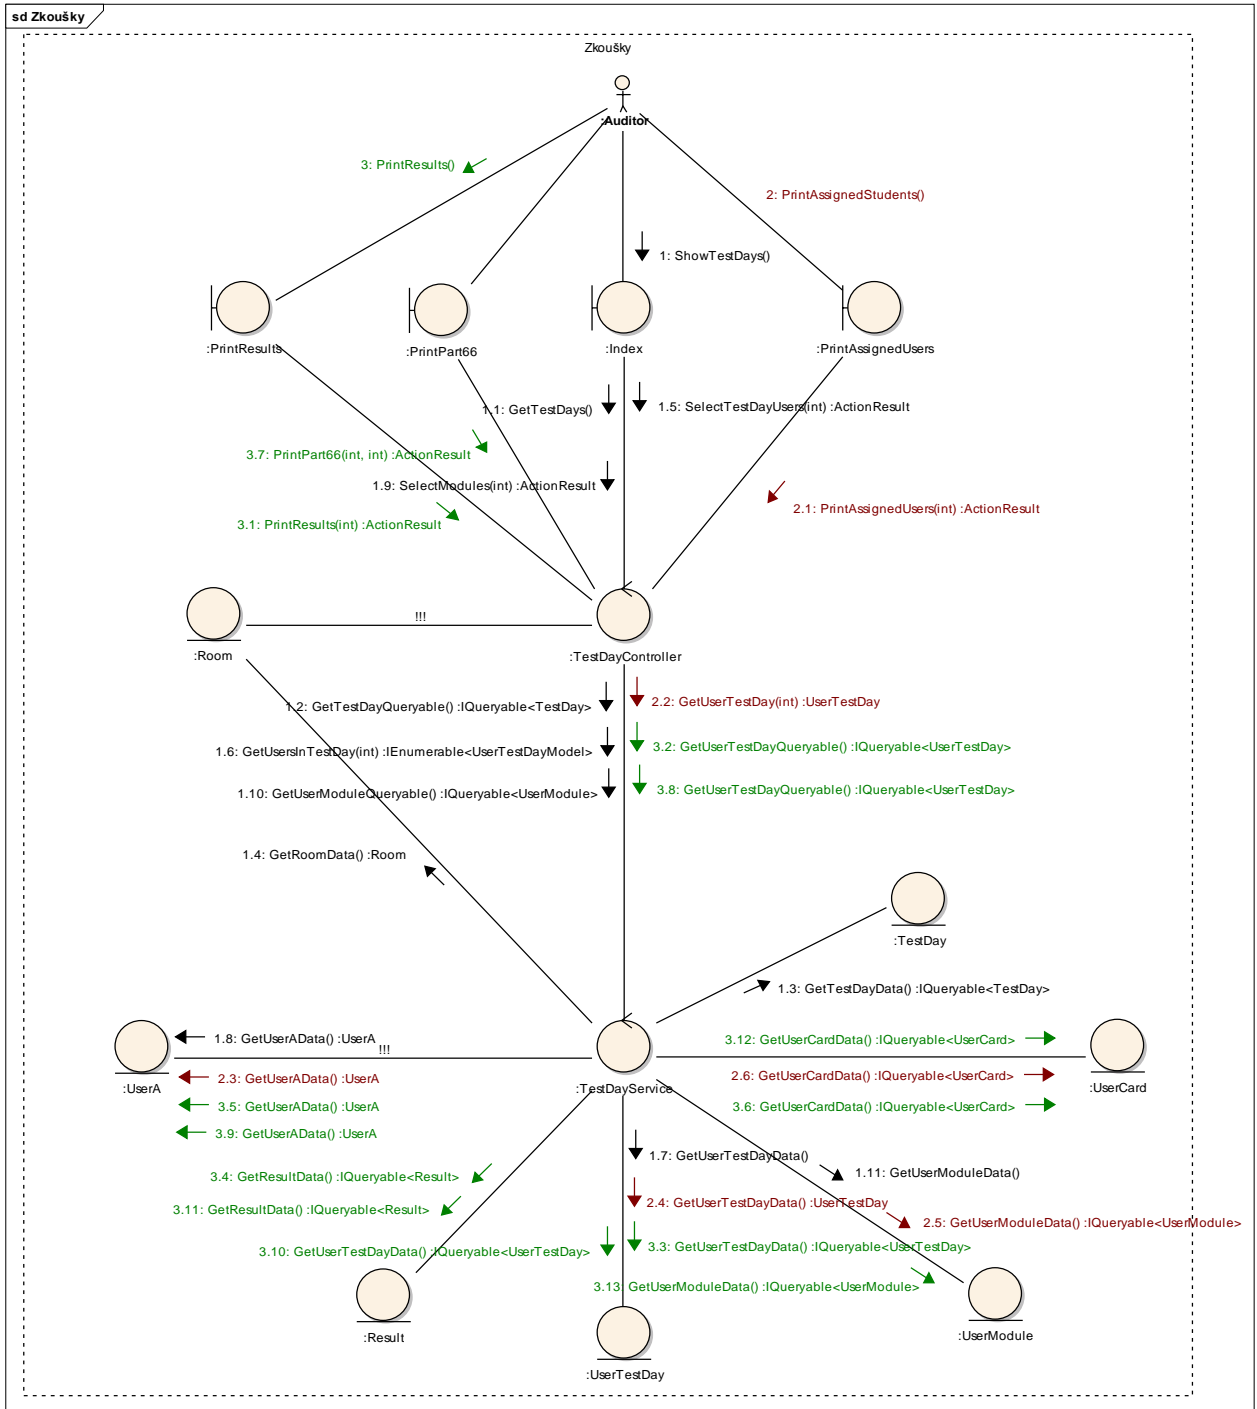 sd Zkoušky
Zkoušky
:Auditor
3: PrintResults()
2: PrintAssignedStudents()
1: ShowTestDays()
:PrintResults
:PrintPart66
:Index
:PrintAssignedUsers
1.1: GetTestDays()
1.5: SelectTestDayUsers(int) :ActionResult
3.7: PrintPart66(int, int) :ActionResult
1.9: SelectModules(int) :ActionResult
2.1: PrintAssignedUsers(int) :ActionResult
3.1: PrintResults(int) :ActionResult
!!!
:Room
:TestDayController
1.2: GetTestDayQueryable() :IQueryable<TestDay>
2.2: GetUserTestDay(int) :UserTestDay
1.6: GetUsersInTestDay(int) :IEnumerable<UserTestDayModel>
3.2: GetUserTestDayQueryable() :IQueryable<UserTestDay>
1.10: GetUserModuleQueryable() :IQueryable<UserModule>
3.8: GetUserTestDayQueryable() :IQueryable<UserTestDay>
1.4: GetRoomData() :Room
:TestDay
1.3: GetTestDayData() :IQueryable<TestDay>
1.8: GetUserAData() :UserA
3.12: GetUserCardData() :IQueryable<UserCard>
!!!
:UserA
2.3: GetUserAData() :UserA
:TestDayService
2.6: GetUserCardData() :IQueryable<UserCard>
:UserCard
3.5: GetUserAData() :UserA
3.6: GetUserCardData() :IQueryable<UserCard>
3.9: GetUserAData() :UserA
1.7: GetUserTestDayData()
3.4: GetResultData() :IQueryable<Result>
1.11: GetUserModuleData()
3.11: GetResultData() :IQueryable<Result>
2.4: GetUserTestDayData() :UserTestDay
2.5: GetUserModuleData() :IQueryable<UserModule>
3.10: GetUserTestDayData() :IQueryable<UserTestDay>
3.3: GetUserTestDayData() :IQueryable<UserTestDay>
3.13: GetUserModuleData() :IQueryable<UserModule>
:Result
:UserModule
:UserTestDay